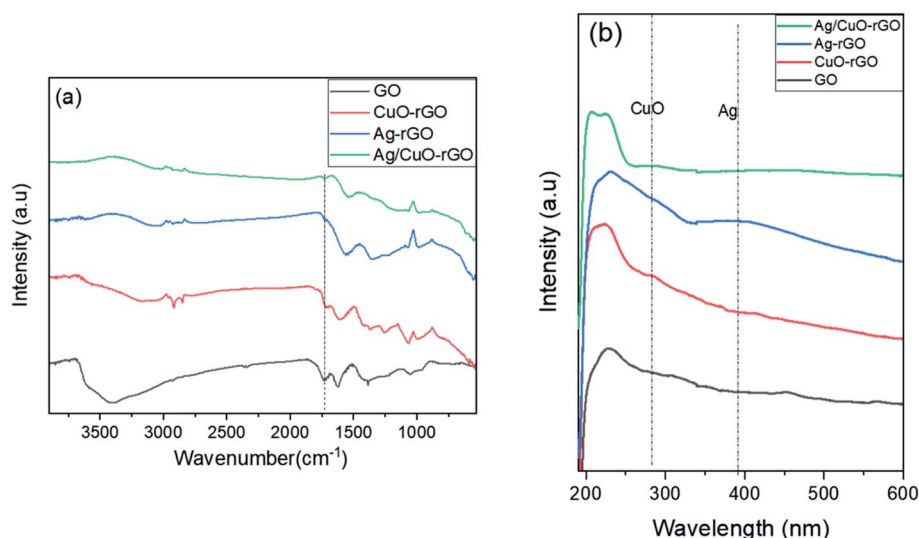 (a)
GO
CuO-rGO
Ag-rGO
Ag/CuO-rGO
Intensity (a.u)
3500 3000 2500 2000 1500 1000
Wavenumber(cm-1)
(b)
Ag/CuO-rGO
Ag-rGO
CuO-rGO
GO
CuO
Ag
Intensity (a.u)
200 300 400 500 600
Wavelength (nm)